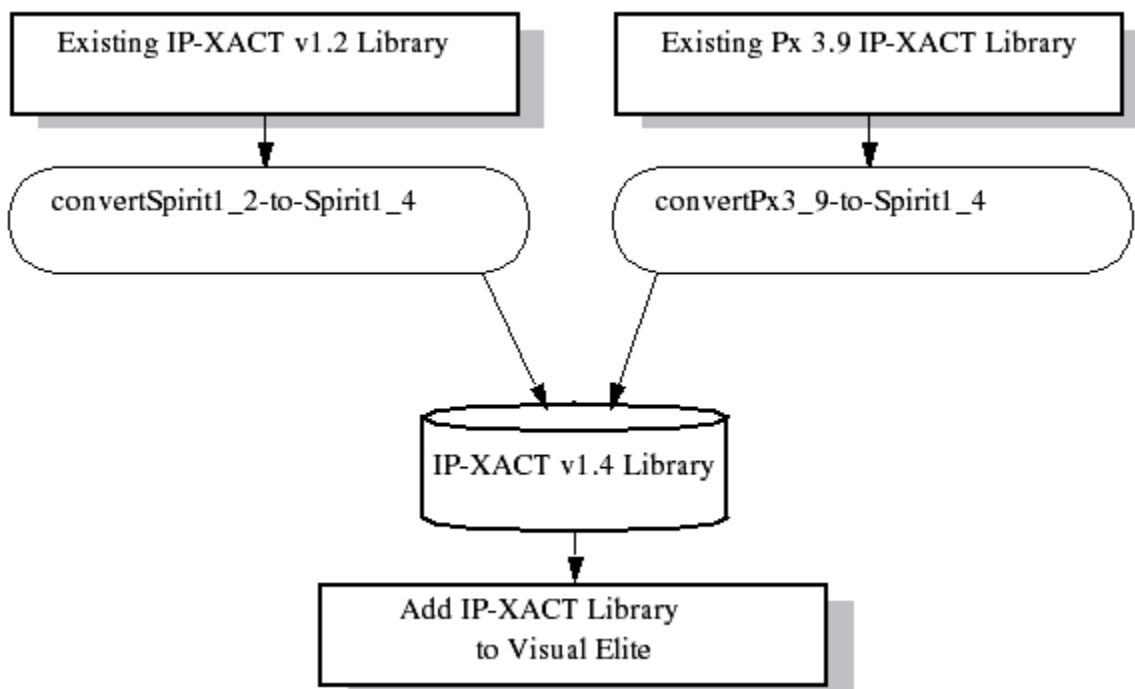 Existing IP-XACT v1.2 Library
Existing Px 3.9 IP-XACT Library
convertSpirit1_2-to-Spirit1_4
convertPx3_9-to-Spirit1_4
IP-XACT v1.4 Library
Add IP-XACT Library
to Visual Elite